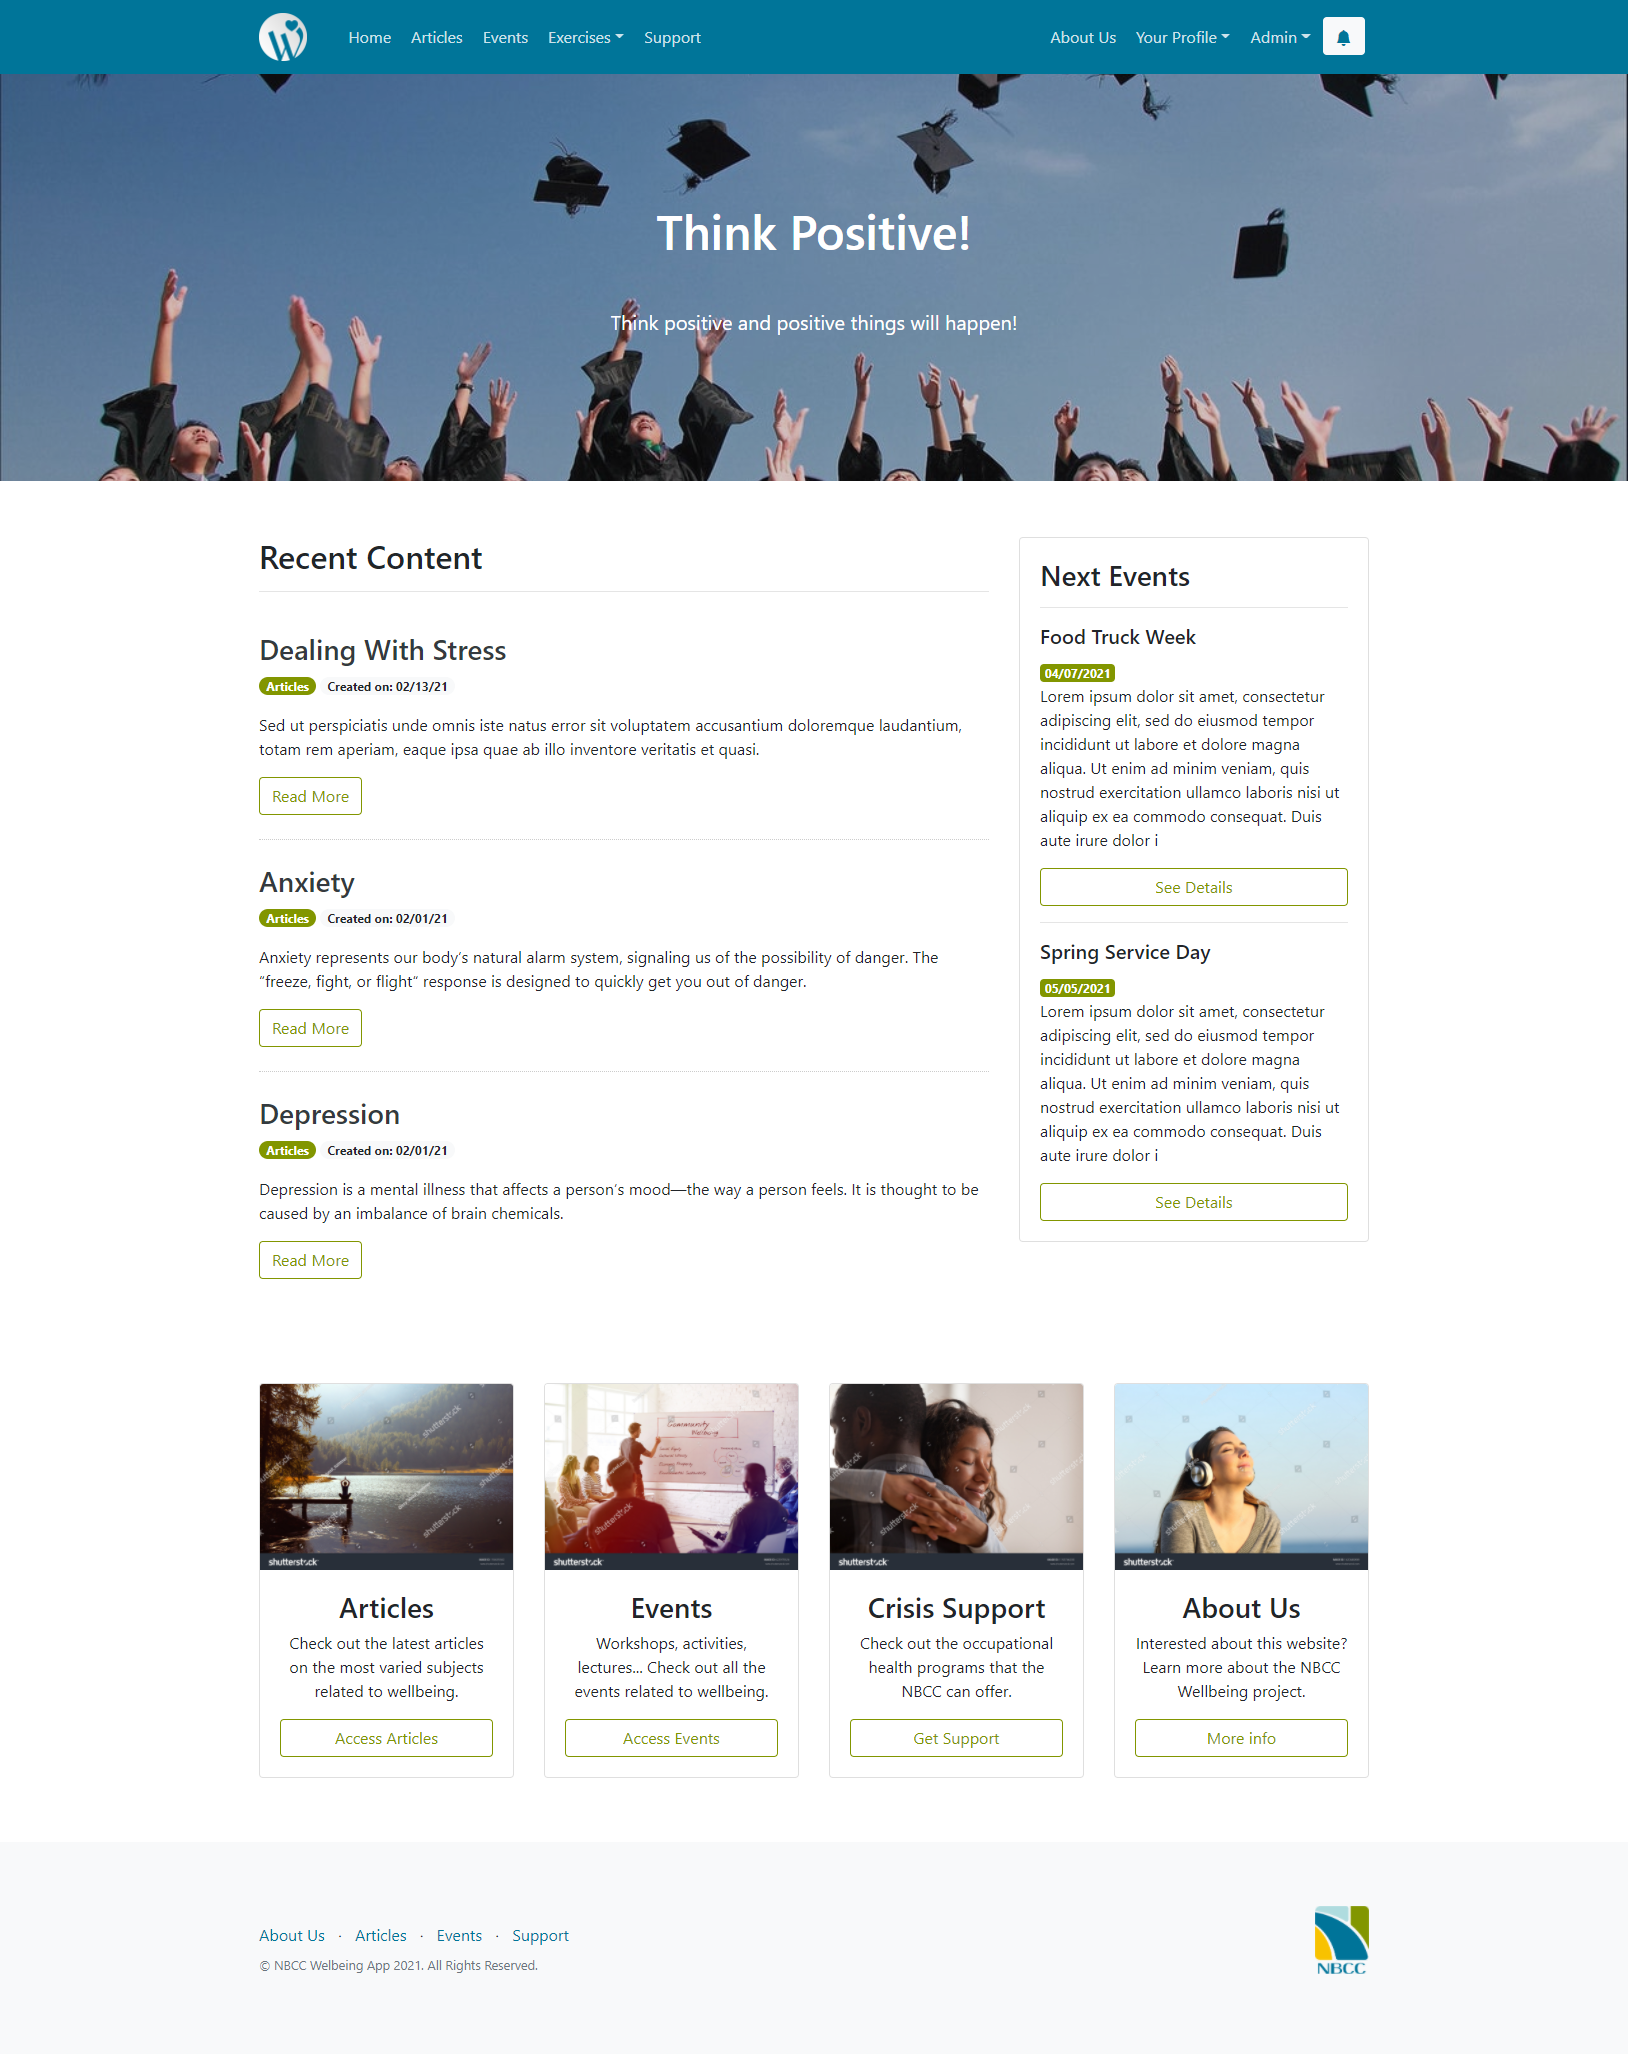 Home Articles Events Exercises Support About Us Your Profile Admin
Think Positive!
Think positive and positive things will happen!
Recent Content
Dealing With Stress
Articles Created on: 02/13/21
Sed ut perspiciatis unde omnis iste natus error sit voluptatem accusantium doloremque laudantium,
totam rem aperiam, eaque ipsa quae ab illo inventore veritatis et quasi.
Read More
Anxiety
Articles Created on: 02/01/21
Anxiety represents our body's natural alarm system, signaling us of the possibility of danger. The
"freeze, fight, or flight" response is designed to quickly get you out of danger.
Read More
Depression
Articles Created on: 02/01/21
Depression is a mental illness that affects a person's mood—the way a person feels. It is thought to be
caused by an imbalance of brain chemicals.
Read More
Next Events
Food Truck Week
04/07/2021
Lorem ipsum dolor sit amet, consectetur
adipiscing elit, sed do eiusmod tempor
incididunt ut labore et dolore magna
aliqua. Ut enim ad minim veniam, quis
nostrud exercitation ullamco laboris nisi ut
aliquip ex ea commodo consequat. Duis
aute irure dolor i
See Details
Spring Service Day
05/05/2021
Lorem ipsum dolor sit amet, consectetur
adipiscing elit, sed do eiusmod tempor
incididunt ut labore et dolore magna
aliqua. Ut enim ad minim veniam, quis
nostrud exercitation ullamco laboris nisi ut
aliquip ex ea commodo consequat. Duis
aute irure dolor i
See Details
shutterstock
Articles
Check out the latest articles
on the most varied subjects
related to wellbeing.
Access Articles
Community
Wellbeing
shutterstock
Events
Workshops, activities,
lectures... Check out all the
events related to wellbeing.
Access Events
shutterstock
Crisis Support
Check out the occupational
health programs that the
NBCC can offer.
Get Support
shutterstock
About Us
Interested about this website?
Learn more about the NBCC
Wellbeing project.
More info
About Us · Articles · Events · Support
© NBCC Welbeing App 2021. All Rights Reserved.
NBCC